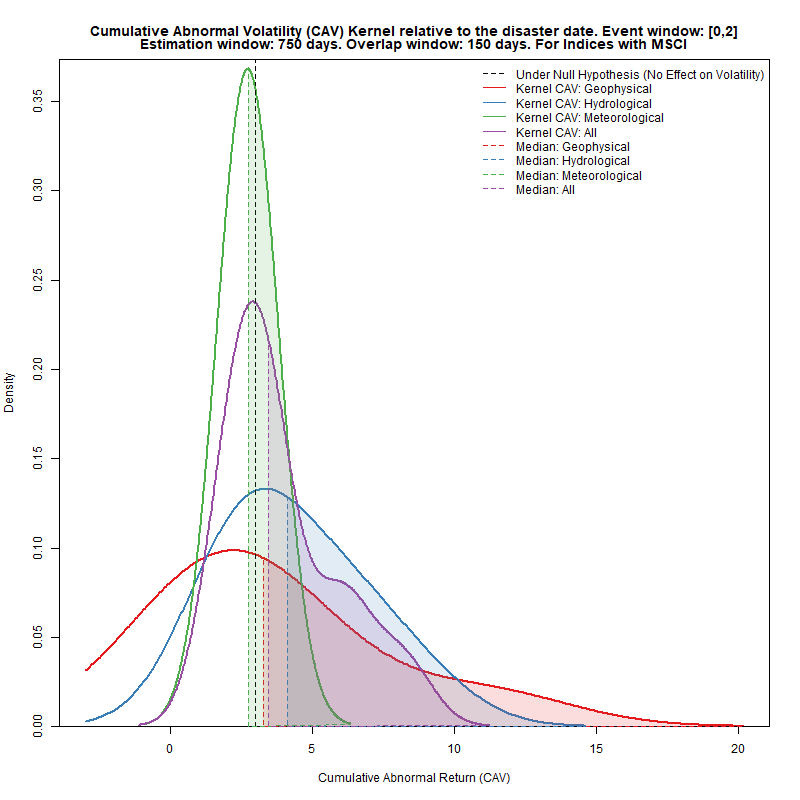 Cumulative Abnormal Volatility (CAV) Kernel relative to the disaster date. Event window: [0,2]
Estimation window: 750 days. Overlap window: 150 days. For Indices with MSCI
Under Null Hypothesis (No Effect on Volatility)
Kernel CAV: Geophysical
Kernel CAV: Hydrological
Kernel CAV: Meteorological
Kernel CAV: All
Median: Geophysical
Median: Hydrological
Median: Meteorological
Median: All
Density
0.35
0.30
0.25
0.20
0.15
0.10
0.05
0.00
0 5 10 15 20
Cumulative Abnormal Return (CAV)